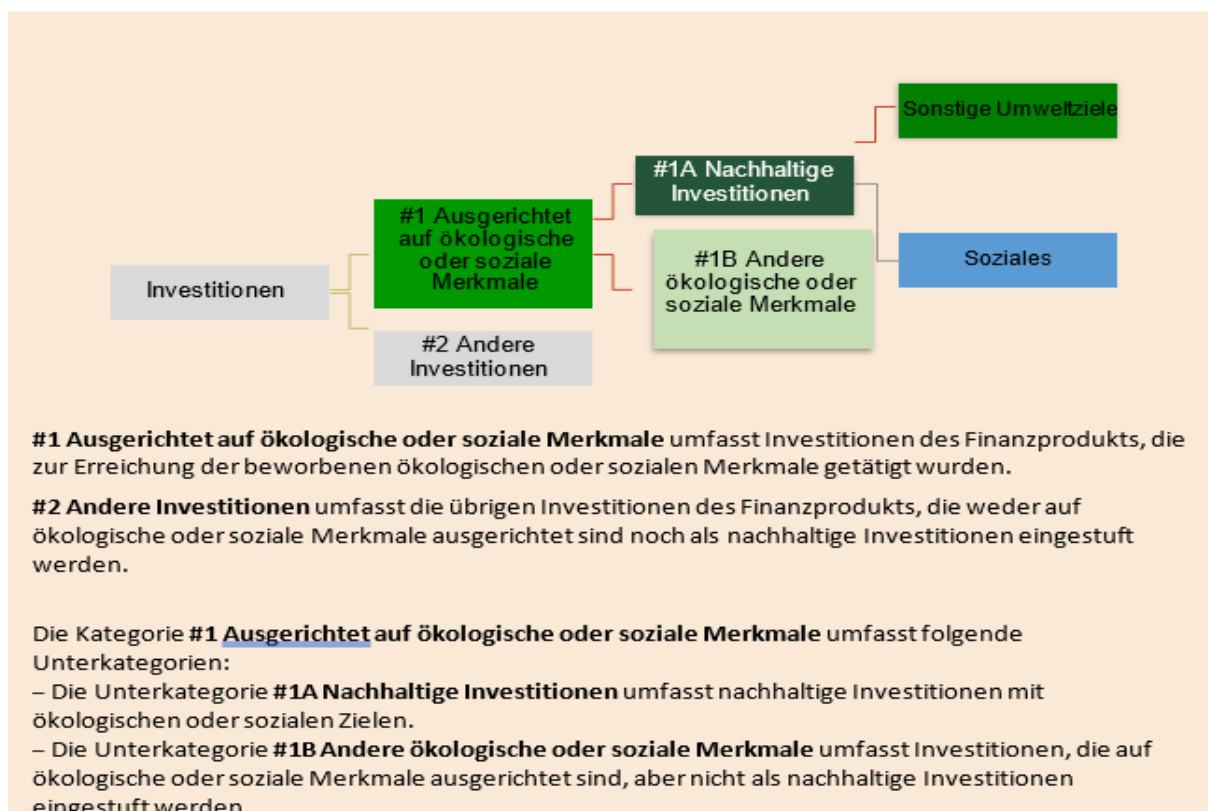 Sonstige Umweltziele
#1A Nachhaltige
Investitionen
#1 Ausgerichtet
auf ökologische
oder soziale
Merkmale
#1B Andere
ökologische oder
soziale Merkmale
Soziales
Investitionen
#2 Andere
Investitionen
#1 Ausgerichtet auf ökologische oder soziale Merkmale umfasst Investitionen des Finanzprodukts, die
zur Erreichung der beworbenen ökologischen oder sozialen Merkmale getätigt wurden.
#2 Andere Investitionen umfasst die übrigen Investitionen des Finanzprodukts, die weder auf
ökologische oder soziale Merkmale ausgerichtet sind noch als nachhaltige Investitionen eingestuft
werden.
Die Kategorie #1 Ausgerichtet auf ökologische oder soziale Merkmale umfasst folgende
Unterkategorien:
– Die Unterkategorie #1A Nachhaltige Investitionen umfasst nachhaltige Investitionen mit
ökologischen oder sozialen Zielen.
– Die Unterkategorie #1B Andere ökologische oder soziale Merkmale umfasst Investitionen, die auf
ökologische oder soziale Merkmale ausgerichtet sind, aber nicht als nachhaltige Investitionen
eingestuft werden.